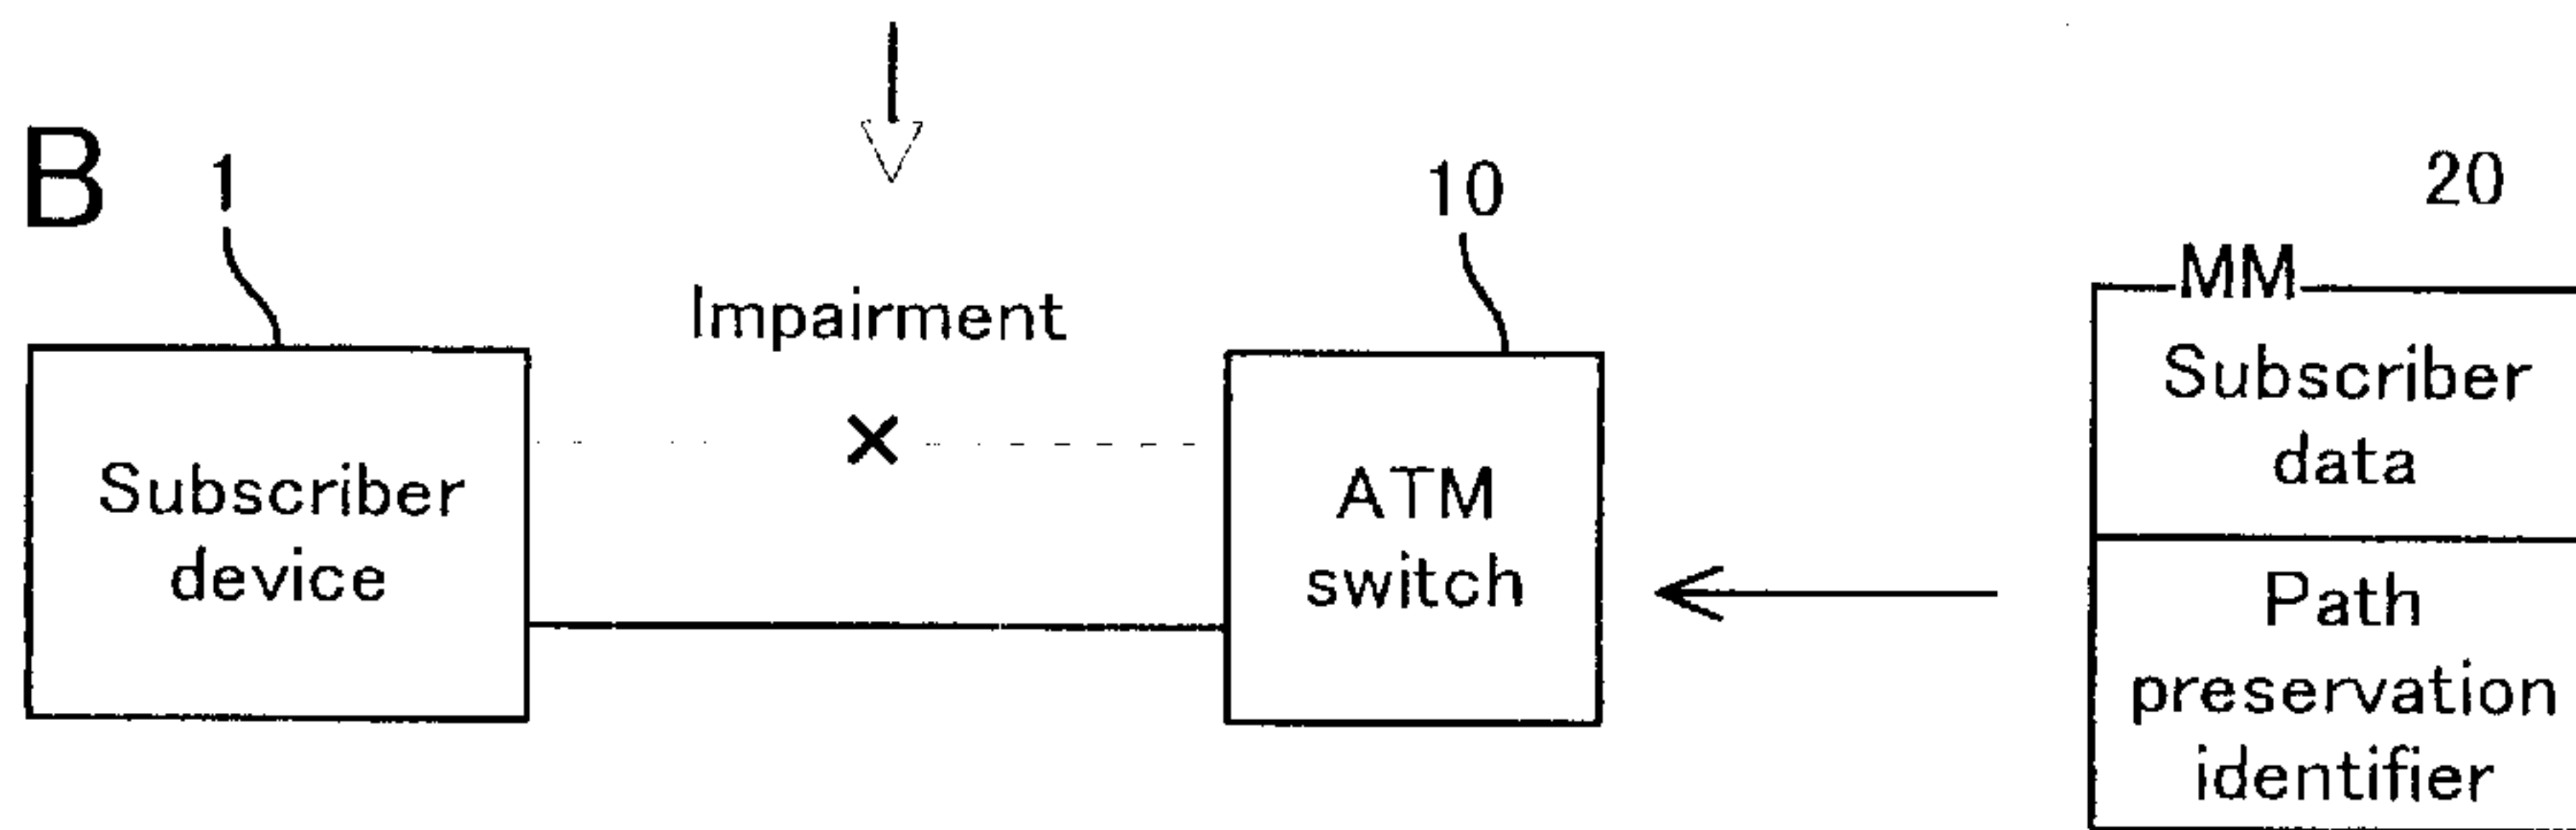 B
1
10
20
Impairment
MM
Subscriber
device
ATM
switch
Subscriber
data
Path
preservation
identifier